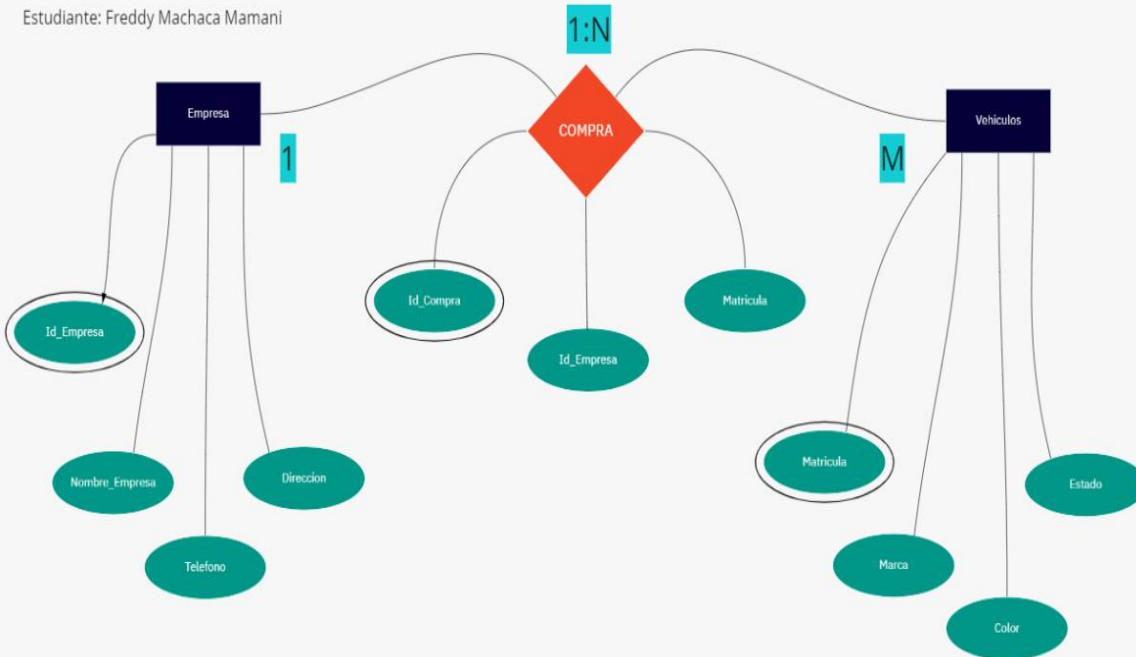 Estudiante: Freddy Machaca Mamani
1:N
Empresa
COMPRA
Vehiculos
1
M
Id_Empresa
Id_Compra
Matricula
Id_Empresa
Nombre_Empresa
Direccion
Telefono
Matricula
Estado
Marca
Color